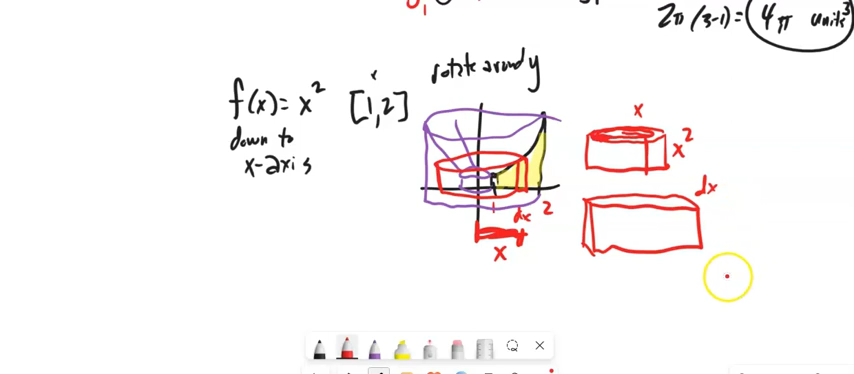 2π (3-1) = 4π units³
rotate around y
f(x) = x² [1,2]
down to
x-axis
x
x²
dx
1 dx 2
x